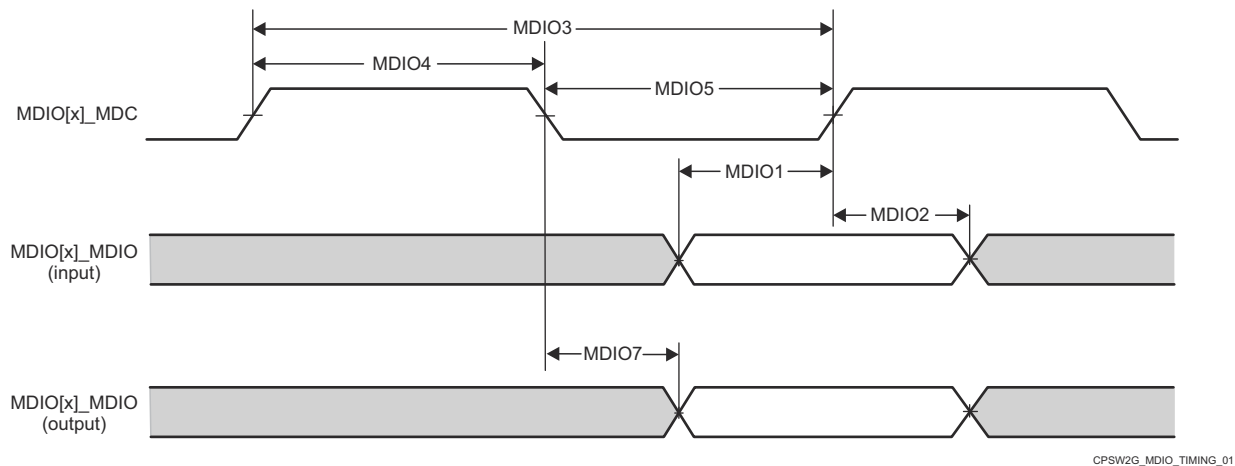 MDIO3
MDIO4
MDIO5
MDIO[x]_MDC
MDIO1
MDIO2
MDIO[x]_MDIO
(input)
MDIO7
MDIO[x]_MDIO
(output)
CPSW2G_MDIO_TIMING_01